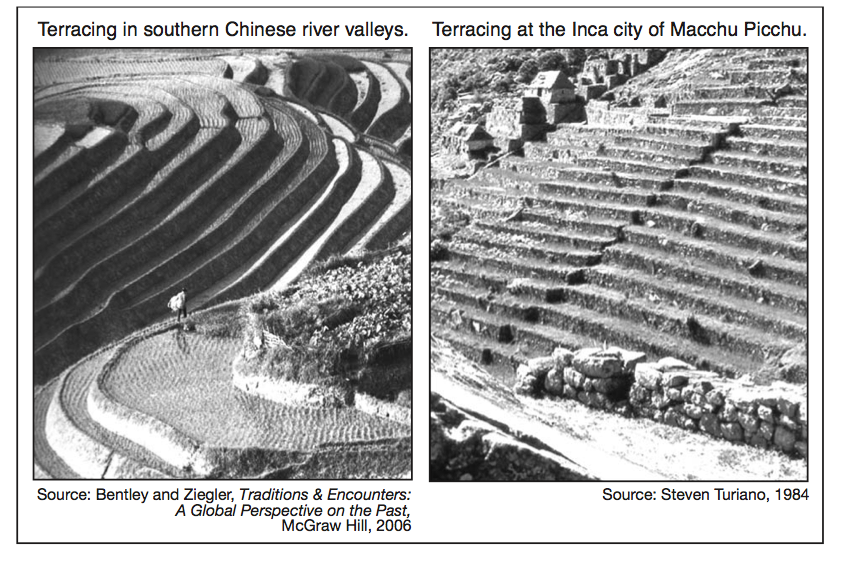 Terracing in southern Chinese river valleys.
Terracing at the Inca city of Macchu Picchu.
Source: Bentley and Ziegler, Traditions & Encounters:
A Global Perspective on the Past,
McGraw Hill, 2006
Source: Steven Turiano, 1984